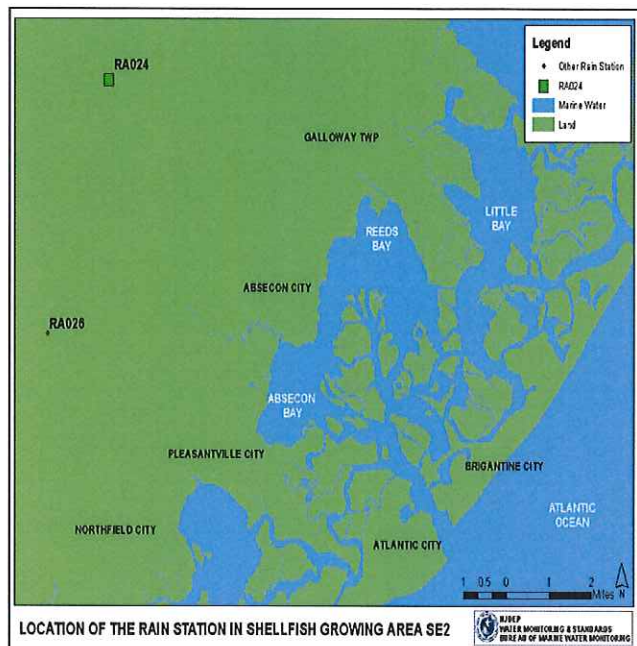 RA024
Legend
Other Rain Station
RA024
Marine Water
Land
GALLOWAY TWP
LITTLE
BAY
REEDS
BAY
ABSECON CITY
RA026
ABSECON
BAY
PLEASANTVILLE CITY
BRIGANTINE CITY
NORTHFIELD CITY
ATLANTIC CITY
ATLANTIC
OCEAN
1 0.5 0 1 2
Miles
N
LOCATION OF THE RAIN STATION IN SHELLFISH GROWING AREA SE2
NJDEP
WATER MONITORING & STANDARDS
BUREAU OF MARINE WATER MONITORING